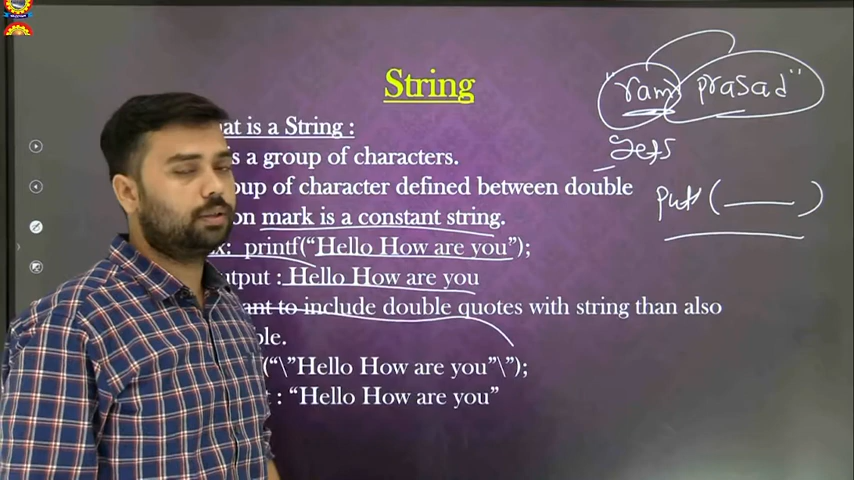 String
at is a String :
is a group of characters.
oup of character defined between double
on mark is a constant string.
x: printf(“Hello How are you”);
utput : Hello How are you
ant to include double quotes with string than also
ble.
(“\”Hello How are you”\”);
t : “Hello How are you”
"ram prasad"
gets
puts (
)